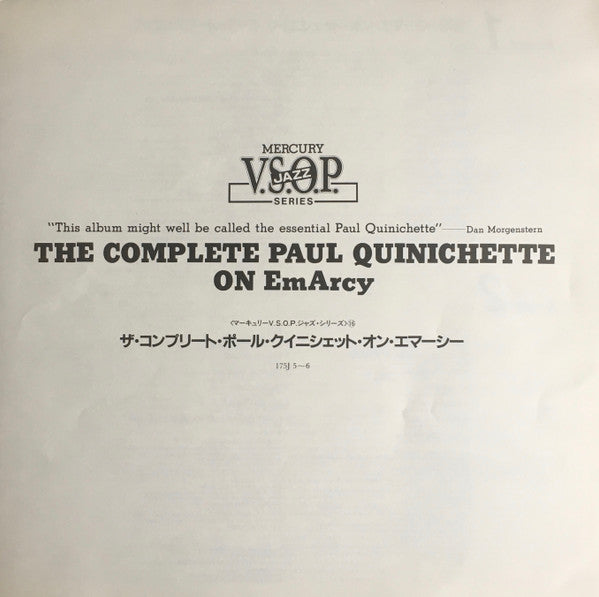 MERCURY
V.S.O.P.
JAZZ
SERIES
"This album might well be called the essential Paul Quinichette"——Dan Morgenstern
THE COMPLETE PAUL QUINICHETTE
ON EmArcy
〈マーキュリーV.S.O.P.ジャズ・シリーズ〉⑯
ザ・コンプリート・ポール・クイニシェット・オン・エマーシー
175J 5〜6